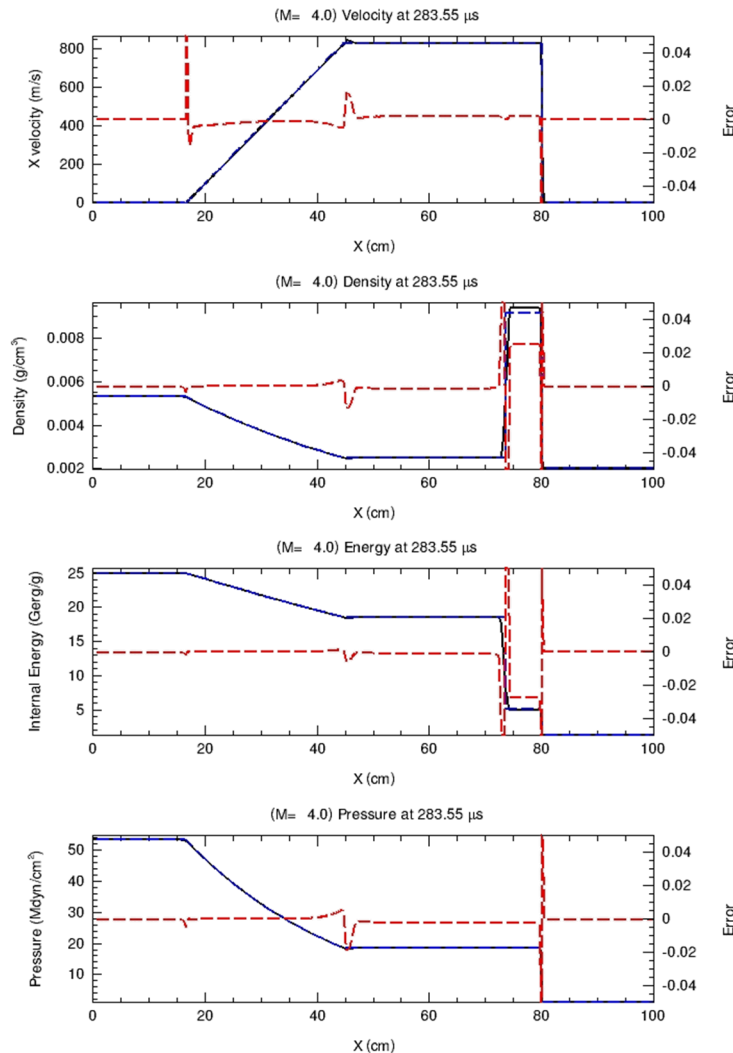 (M=   4.0) Velocity at 283.55 μs
800
600
400
200
0
X velocity (m/s)
0.04
0.02
0
-0.02
-0.04
Error
0 20 40 60 80 100
X (cm)
(M=   4.0) Density at 283.55 μs
0.008
0.006
0.004
0.002
Density (g/cm³)
0.04
0.02
0
-0.02
-0.04
Error
0 20 40 60 80 100
X (cm)
(M=   4.0) Energy at 283.55 μs
25
20
15
10
5
Internal Energy (Gerg/g)
0.04
0.02
0
-0.02
-0.04
Error
0 20 40 60 80 100
X (cm)
(M=   4.0) Pressure at 283.55 μs
50
40
30
20
10
Pressure (Mdyn/cm²)
0.04
0.02
0
-0.02
-0.04
Error
0 20 40 60 80 100
X (cm)